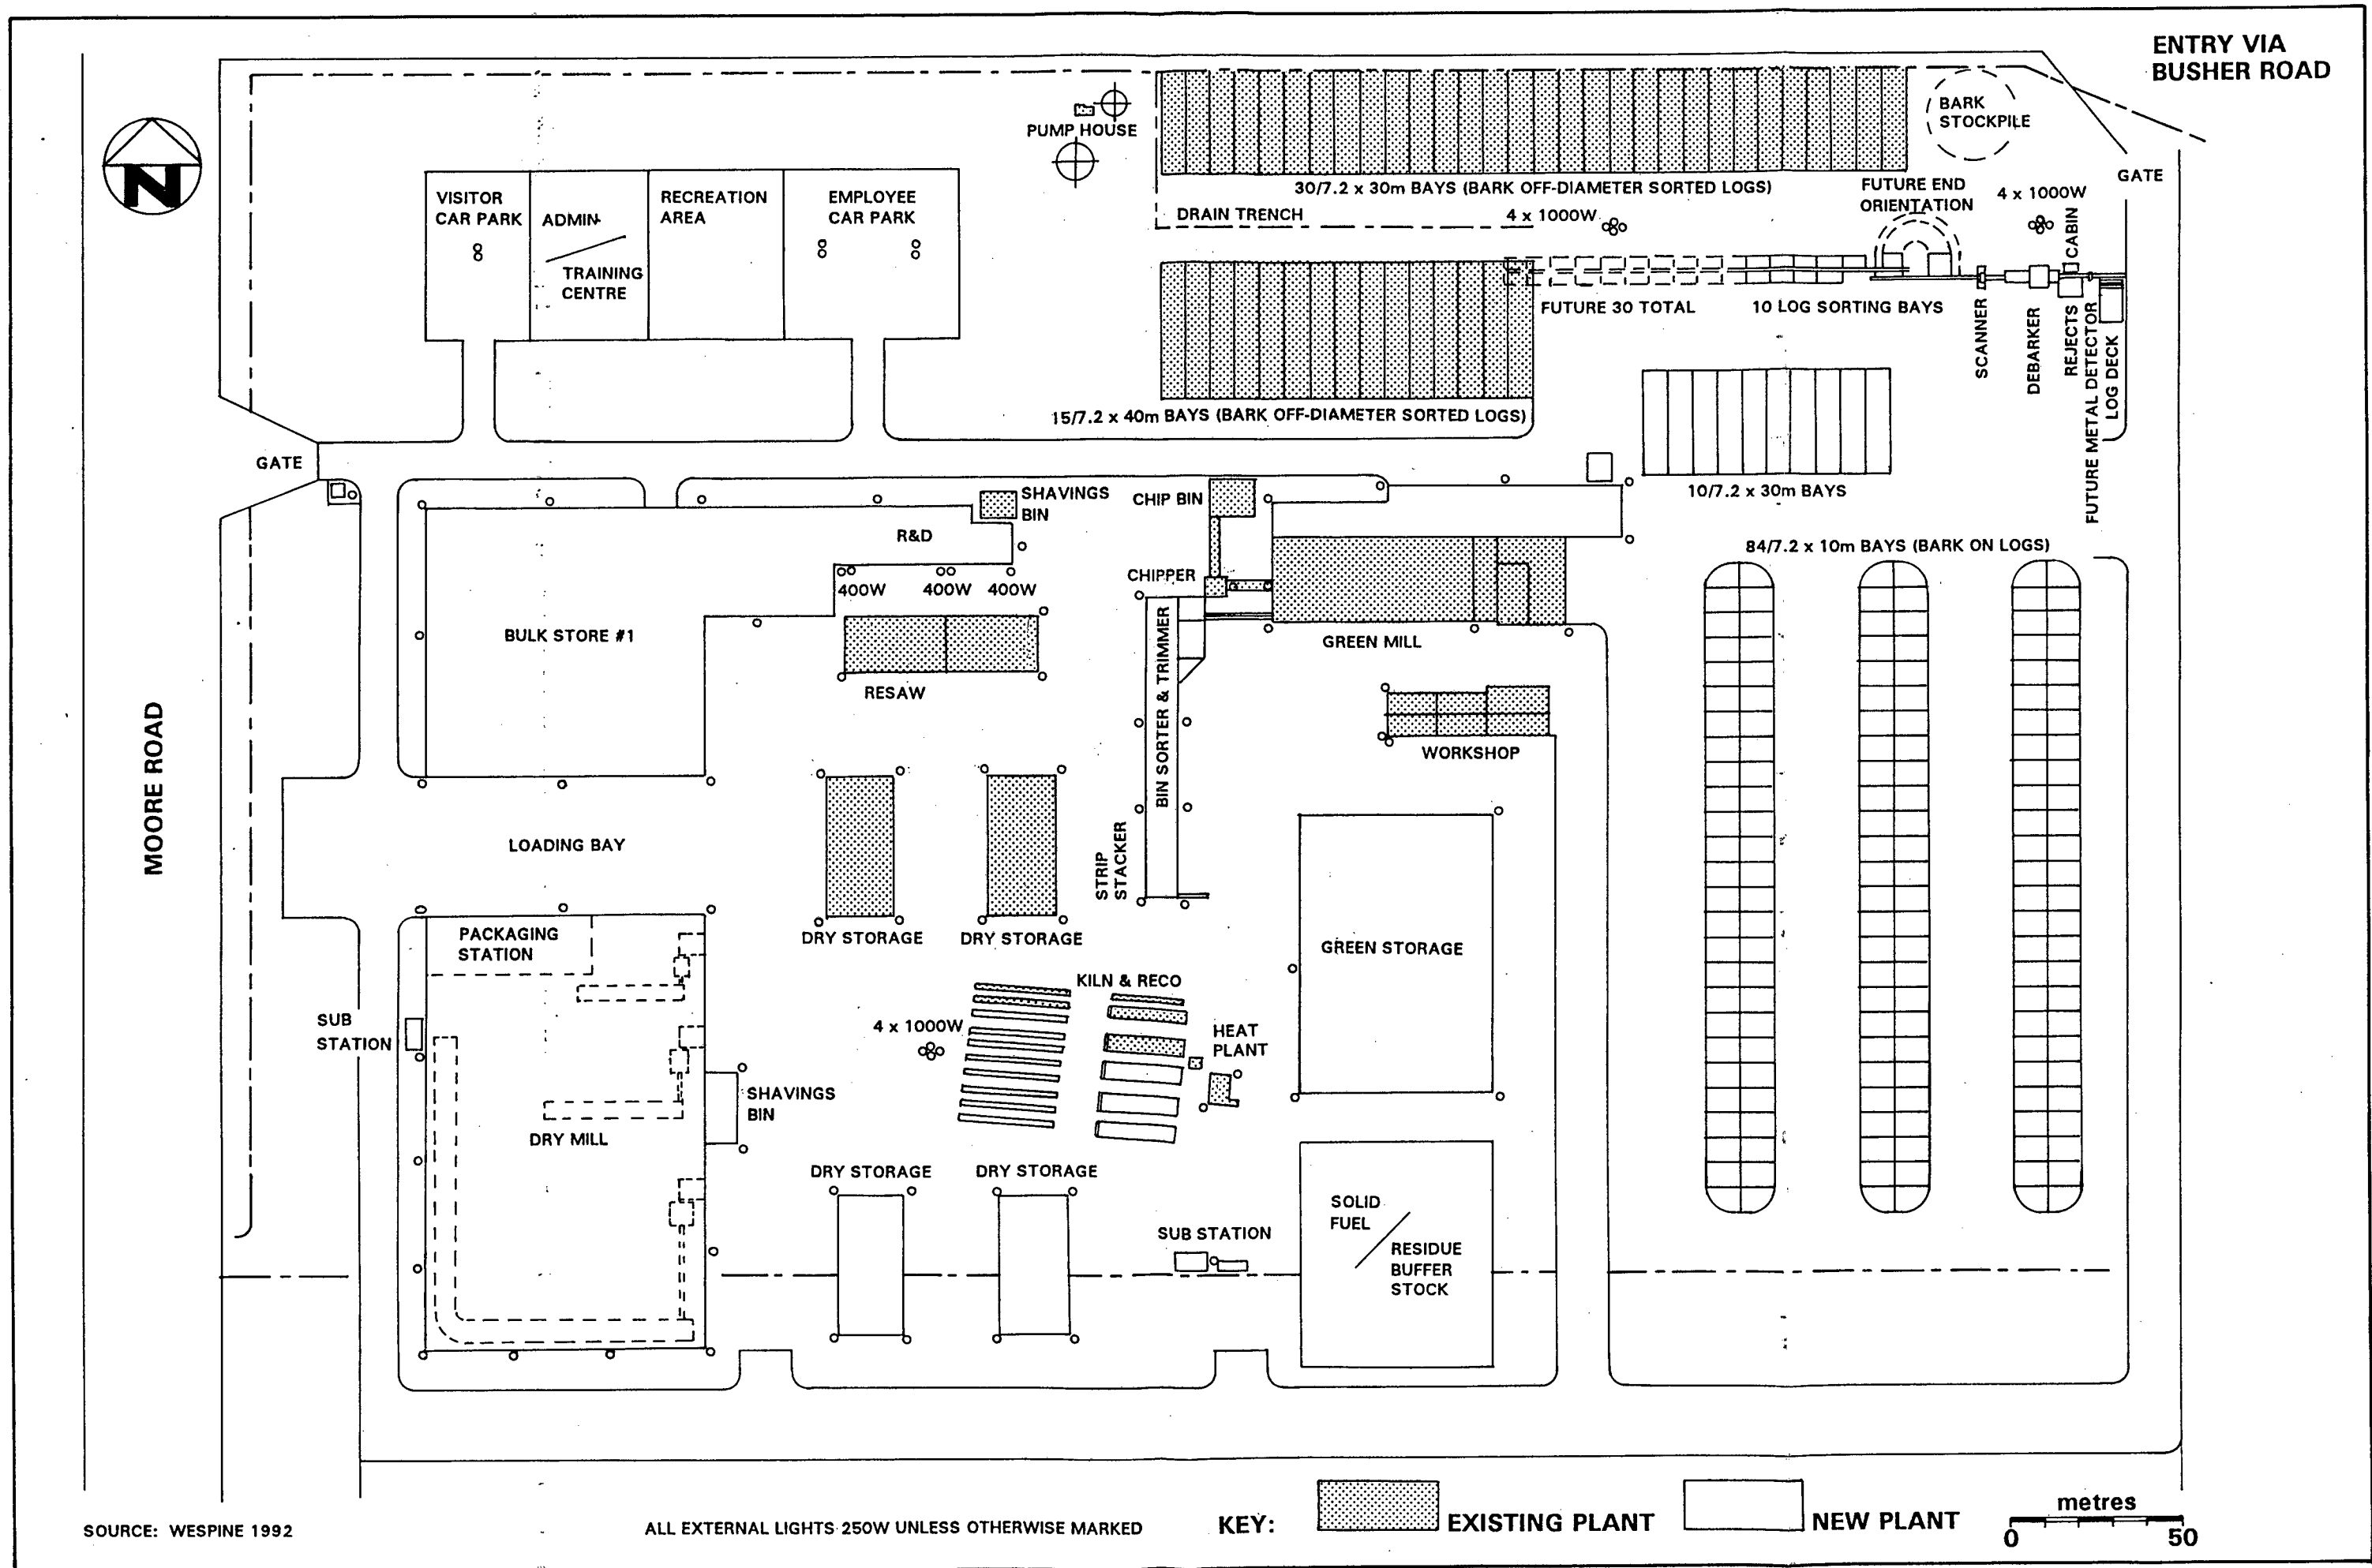 ENTRY VIA
BUSHER ROAD
BARK
STOCKPILE
PUMP HOUSE
N
GATE
30/7.2 x 30m BAYS (BARK OFF-DIAMETER SORTED LOGS)
FUTURE END
ORIENTATION
4 x 1000W
CABIN
DRAIN TRENCH
4 x 1000W
VISITOR
CAR PARK
ADMIN
TRAINING
CENTRE
RECREATION
AREA
EMPLOYEE
CAR PARK
FUTURE 30 TOTAL
10 LOG SORTING BAYS
SCANNER
DEBARKER
REJECTS
FUTURE METAL DETECTOR
LOG DECK
15/7.2 x 40m BAYS (BARK OFF-DIAMETER SORTED LOGS)
GATE
10/7.2 x 30m BAYS
SHAVINGS
BIN
CHIP BIN
R&D
84/7.2 x 10m BAYS (BARK ON LOGS)
CHIPPER
400W
400W
400W
BULK STORE #1
GREEN MILL
RESAW
BIN SORTER & TRIMMER
WORKSHOP
MOORE ROAD
LOADING BAY
STRIP
STACKER
PACKAGING
STATION
DRY STORAGE
DRY STORAGE
GREEN STORAGE
KILN & RECO
SUB
STATION
4 x 1000W
HEAT
PLANT
SHAVINGS
BIN
DRY MILL
DRY STORAGE
DRY STORAGE
SOLID
FUEL
RESIDUE
BUFFER
STOCK
SUB STATION
SOURCE: WESPINE 1992
ALL EXTERNAL LIGHTS 250W UNLESS OTHERWISE MARKED
KEY:
EXISTING PLANT
NEW PLANT
metres
0
50